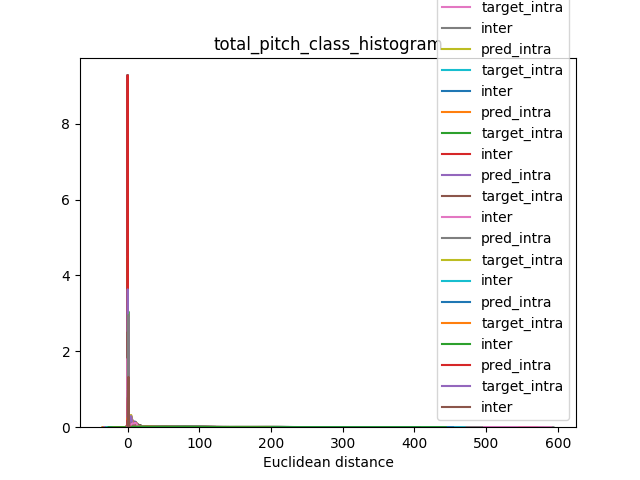 total_pitch_class_histogram
target_intra
inter
pred_intra
target_intra
inter
pred_intra
target_intra
inter
pred_intra
target_intra
inter
pred_intra
target_intra
inter
pred_intra
target_intra
inter
pred_intra
target_intra
inter
8
6
4
2
0
0 100 200 300 400 500 600
Euclidean distance